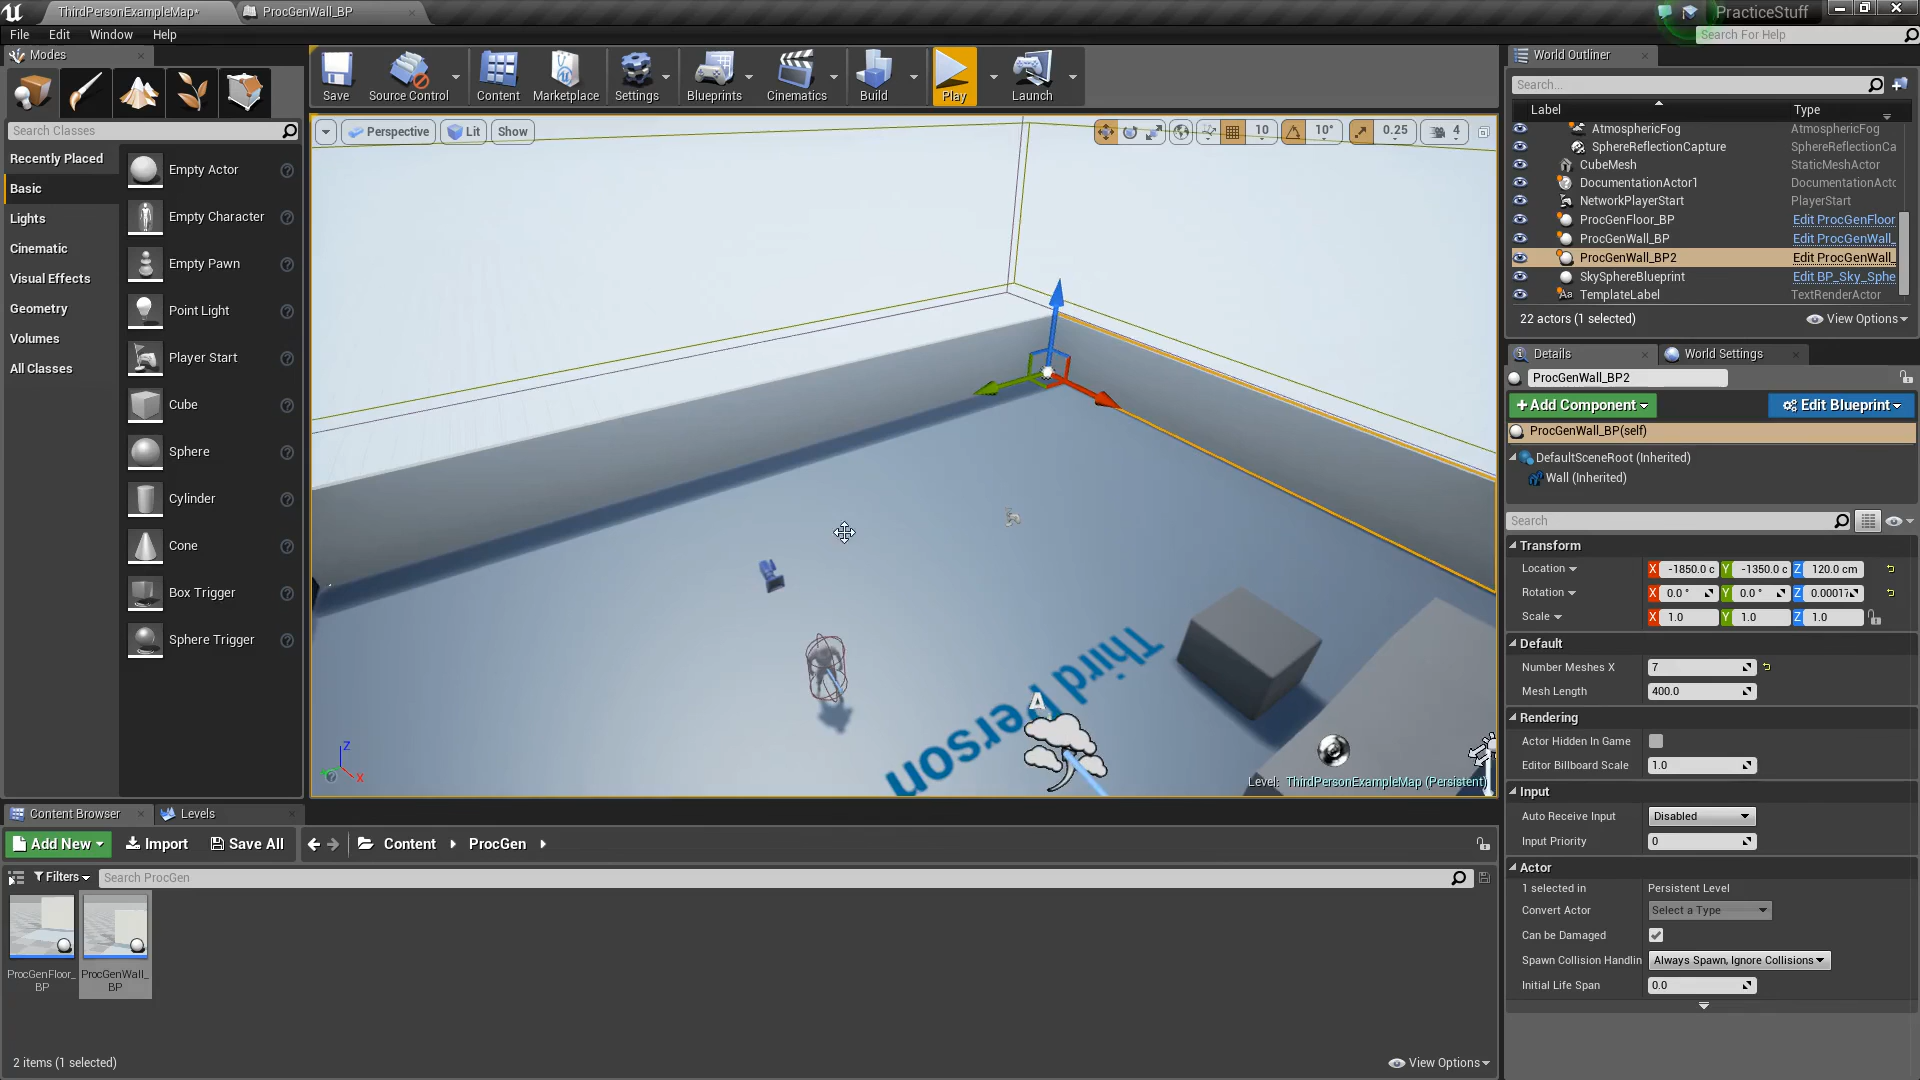 ThirdPersonExampleMap*
ProcGenWall_BP
PracticeStuff
File Edit Window Help
Search For Help
Modes
Search Classes
Recently Placed
Basic
Lights
Cinematic
Visual Effects
Geometry
Volumes
All Classes
Empty Actor
Empty Character
Empty Pawn
Point Light
Player Start
Cube
Sphere
Cylinder
Cone
Box Trigger
Sphere Trigger
Save
Source Control
Content
Marketplace
Settings
Blueprints
Cinematics
Build
Play
Launch
Perspective
Lit
Show
10
10°
0.25
4
Third Person
A
Z
X
Level: ThirdPersonExampleMap (Persistent)
World Outliner
Search...
Label Type
AtmosphericFog AtmosphericFog
SphereReflectionCapture SphereReflectionCa
CubeMesh StaticMeshActor
DocumentationActor1 DocumentationActo
NetworkPlayerStart PlayerStart
ProcGenFloor_BP Edit ProcGenFloor
ProcGenWall_BP Edit ProcGenWall_
ProcGenWall_BP2 Edit ProcGenWall_
SkySphereBlueprint Edit BP_Sky_Sphe
TemplateLabel TextRenderActor
22 actors (1 selected)
View Options
Details
World Settings
ProcGenWall_BP2
+Add Component
Edit Blueprint
ProcGenWall_BP(self)
DefaultSceneRoot (Inherited)
Wall (Inherited)
Search
Transform
Location X -1850.0 c Y -1350.0 c Z 120.0 cm
Rotation X 0.0 ° Y 0.0 ° Z 0.00017
Scale X 1.0 Y 1.0 Z 1.0
Default
Number Meshes X 7
Mesh Length 400.0
Rendering
Actor Hidden In Game
Editor Billboard Scale 1.0
Input
Auto Receive Input Disabled
Input Priority 0
Actor
1 selected in Persistent Level
Convert Actor Select a Type
Can be Damaged
Spawn Collision Handlin Always Spawn, Ignore Collisions
Initial Life Span 0.0
Content Browser
Levels
Add New
Import
Save All
Content
ProcGen
Filters
Search ProcGen
ProcGenFloor_
BP
ProcGenWall_
BP
2 items (1 selected)
View Options